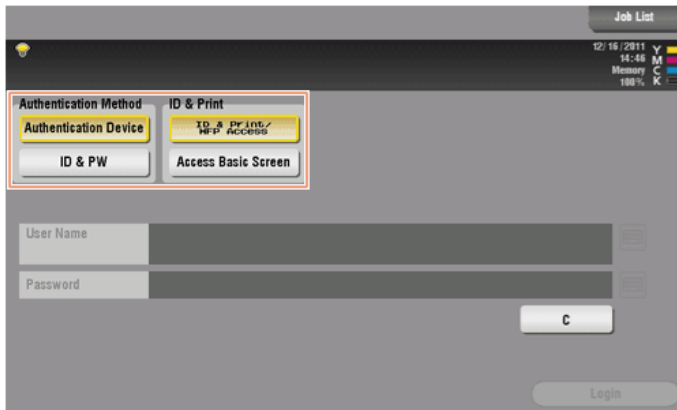 Job List
12/16/2011
14:46
Memory
100%
Y
M
C
K
Authentication Method
ID & Print
Authentication Device
ID & Print/
MFP Access
ID & PW
Access Basic Screen
User Name
Password
C
Login